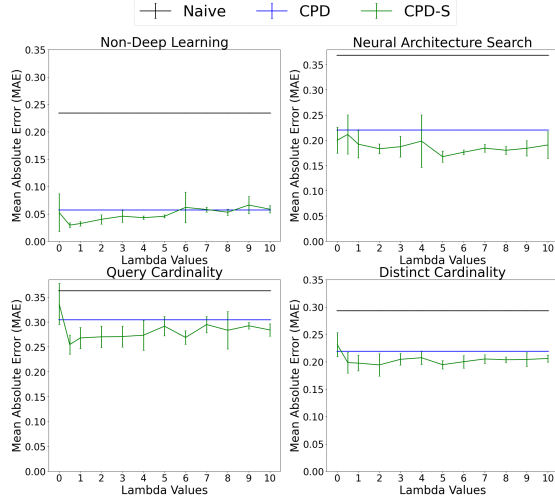 Naive CPD CPD-S
Non-Deep Learning
Mean Absolute Error (MAE)
0.35
0.30
0.25
0.20
0.15
0.10
0.05
0.00
0 1 2 3 4 5 6 7 8 9 10
Lambda Values
Neural Architecture Search
Mean Absolute Error (MAE)
0.35
0.30
0.25
0.20
0.15
0.10
0.05
0.00
0 1 2 3 4 5 6 7 8 9 10
Lambda Values
Query Cardinality
Mean Absolute Error (MAE)
0.35
0.30
0.25
0.20
0.15
0.10
0.05
0.00
0 1 2 3 4 5 6 7 8 9 10
Lambda Values
Distinct Cardinality
Mean Absolute Error (MAE)
0.35
0.30
0.25
0.20
0.15
0.10
0.05
0.00
0 1 2 3 4 5 6 7 8 9 10
Lambda Values